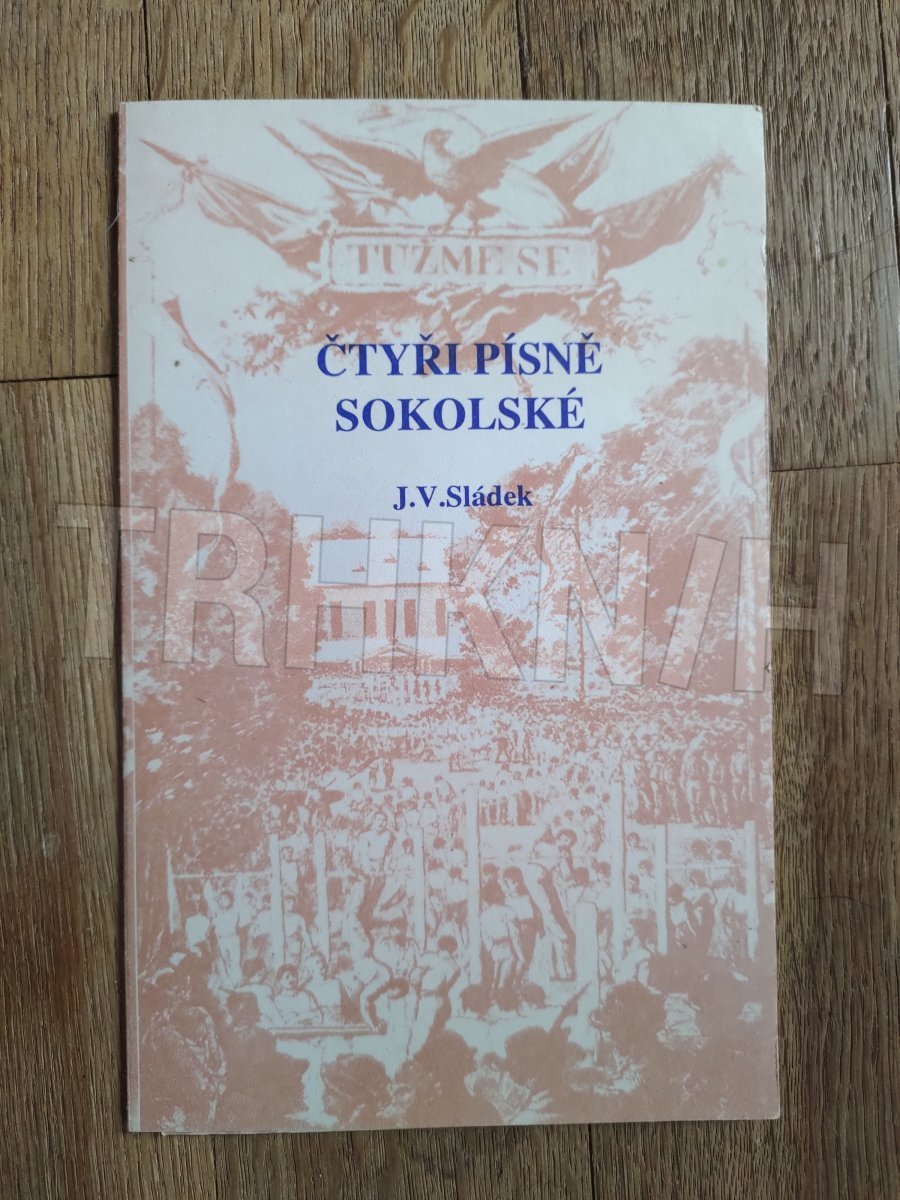 TUŽME SE
ČTYŘI PÍSNĚ
SOKOLSKÉ
J.V.Sládek
TRHKNIH